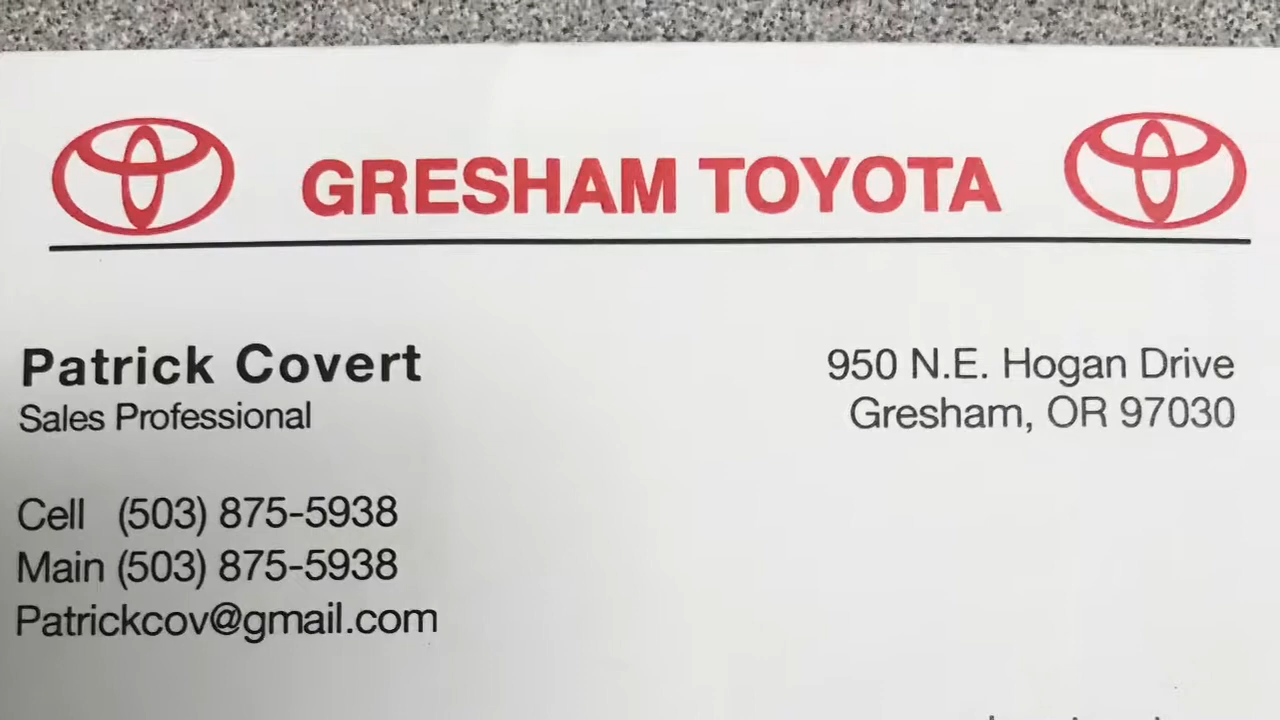 GRESHAM TOYOTA
Patrick Covert
Sales Professional
950 N.E. Hogan Drive
Gresham, OR 97030
Cell (503) 875-5938
Main (503) 875-5938
Patrickcov@gmail.com